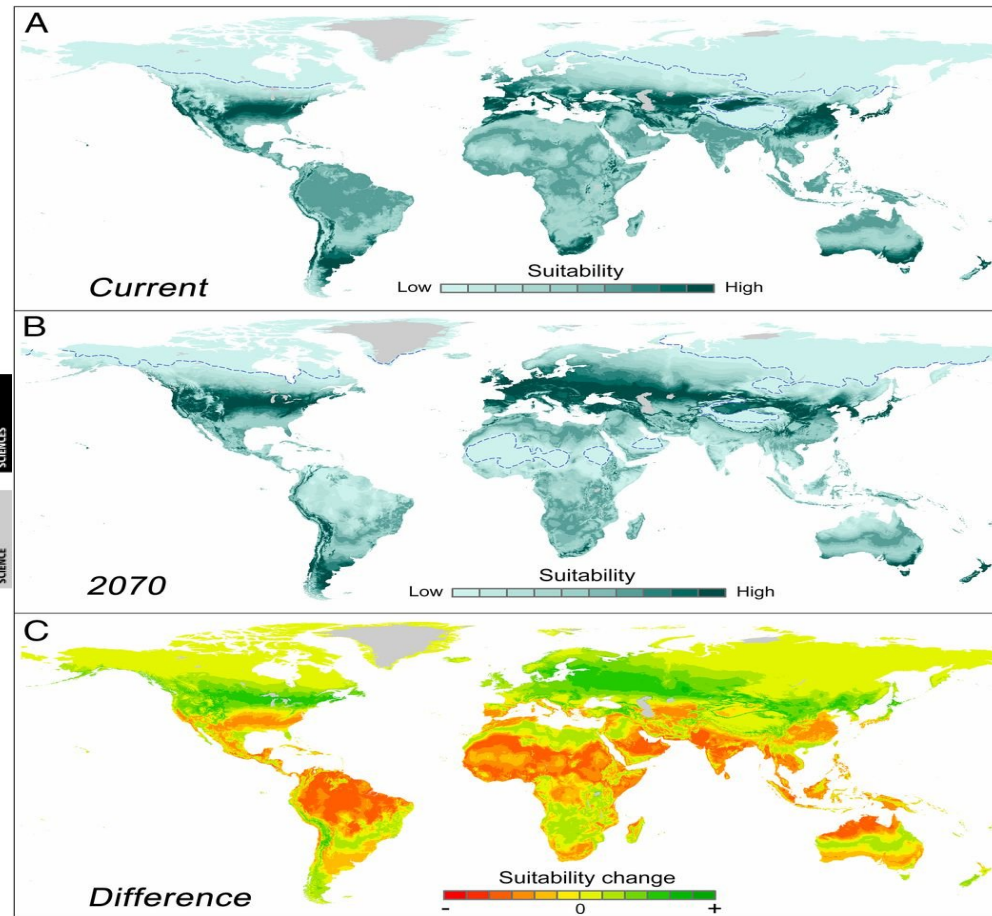 A
Current
Suitability
Low High
B
2070
Suitability
Low High
SCIENCES
SCIENCE
C
Difference
Suitability change
- 0 +